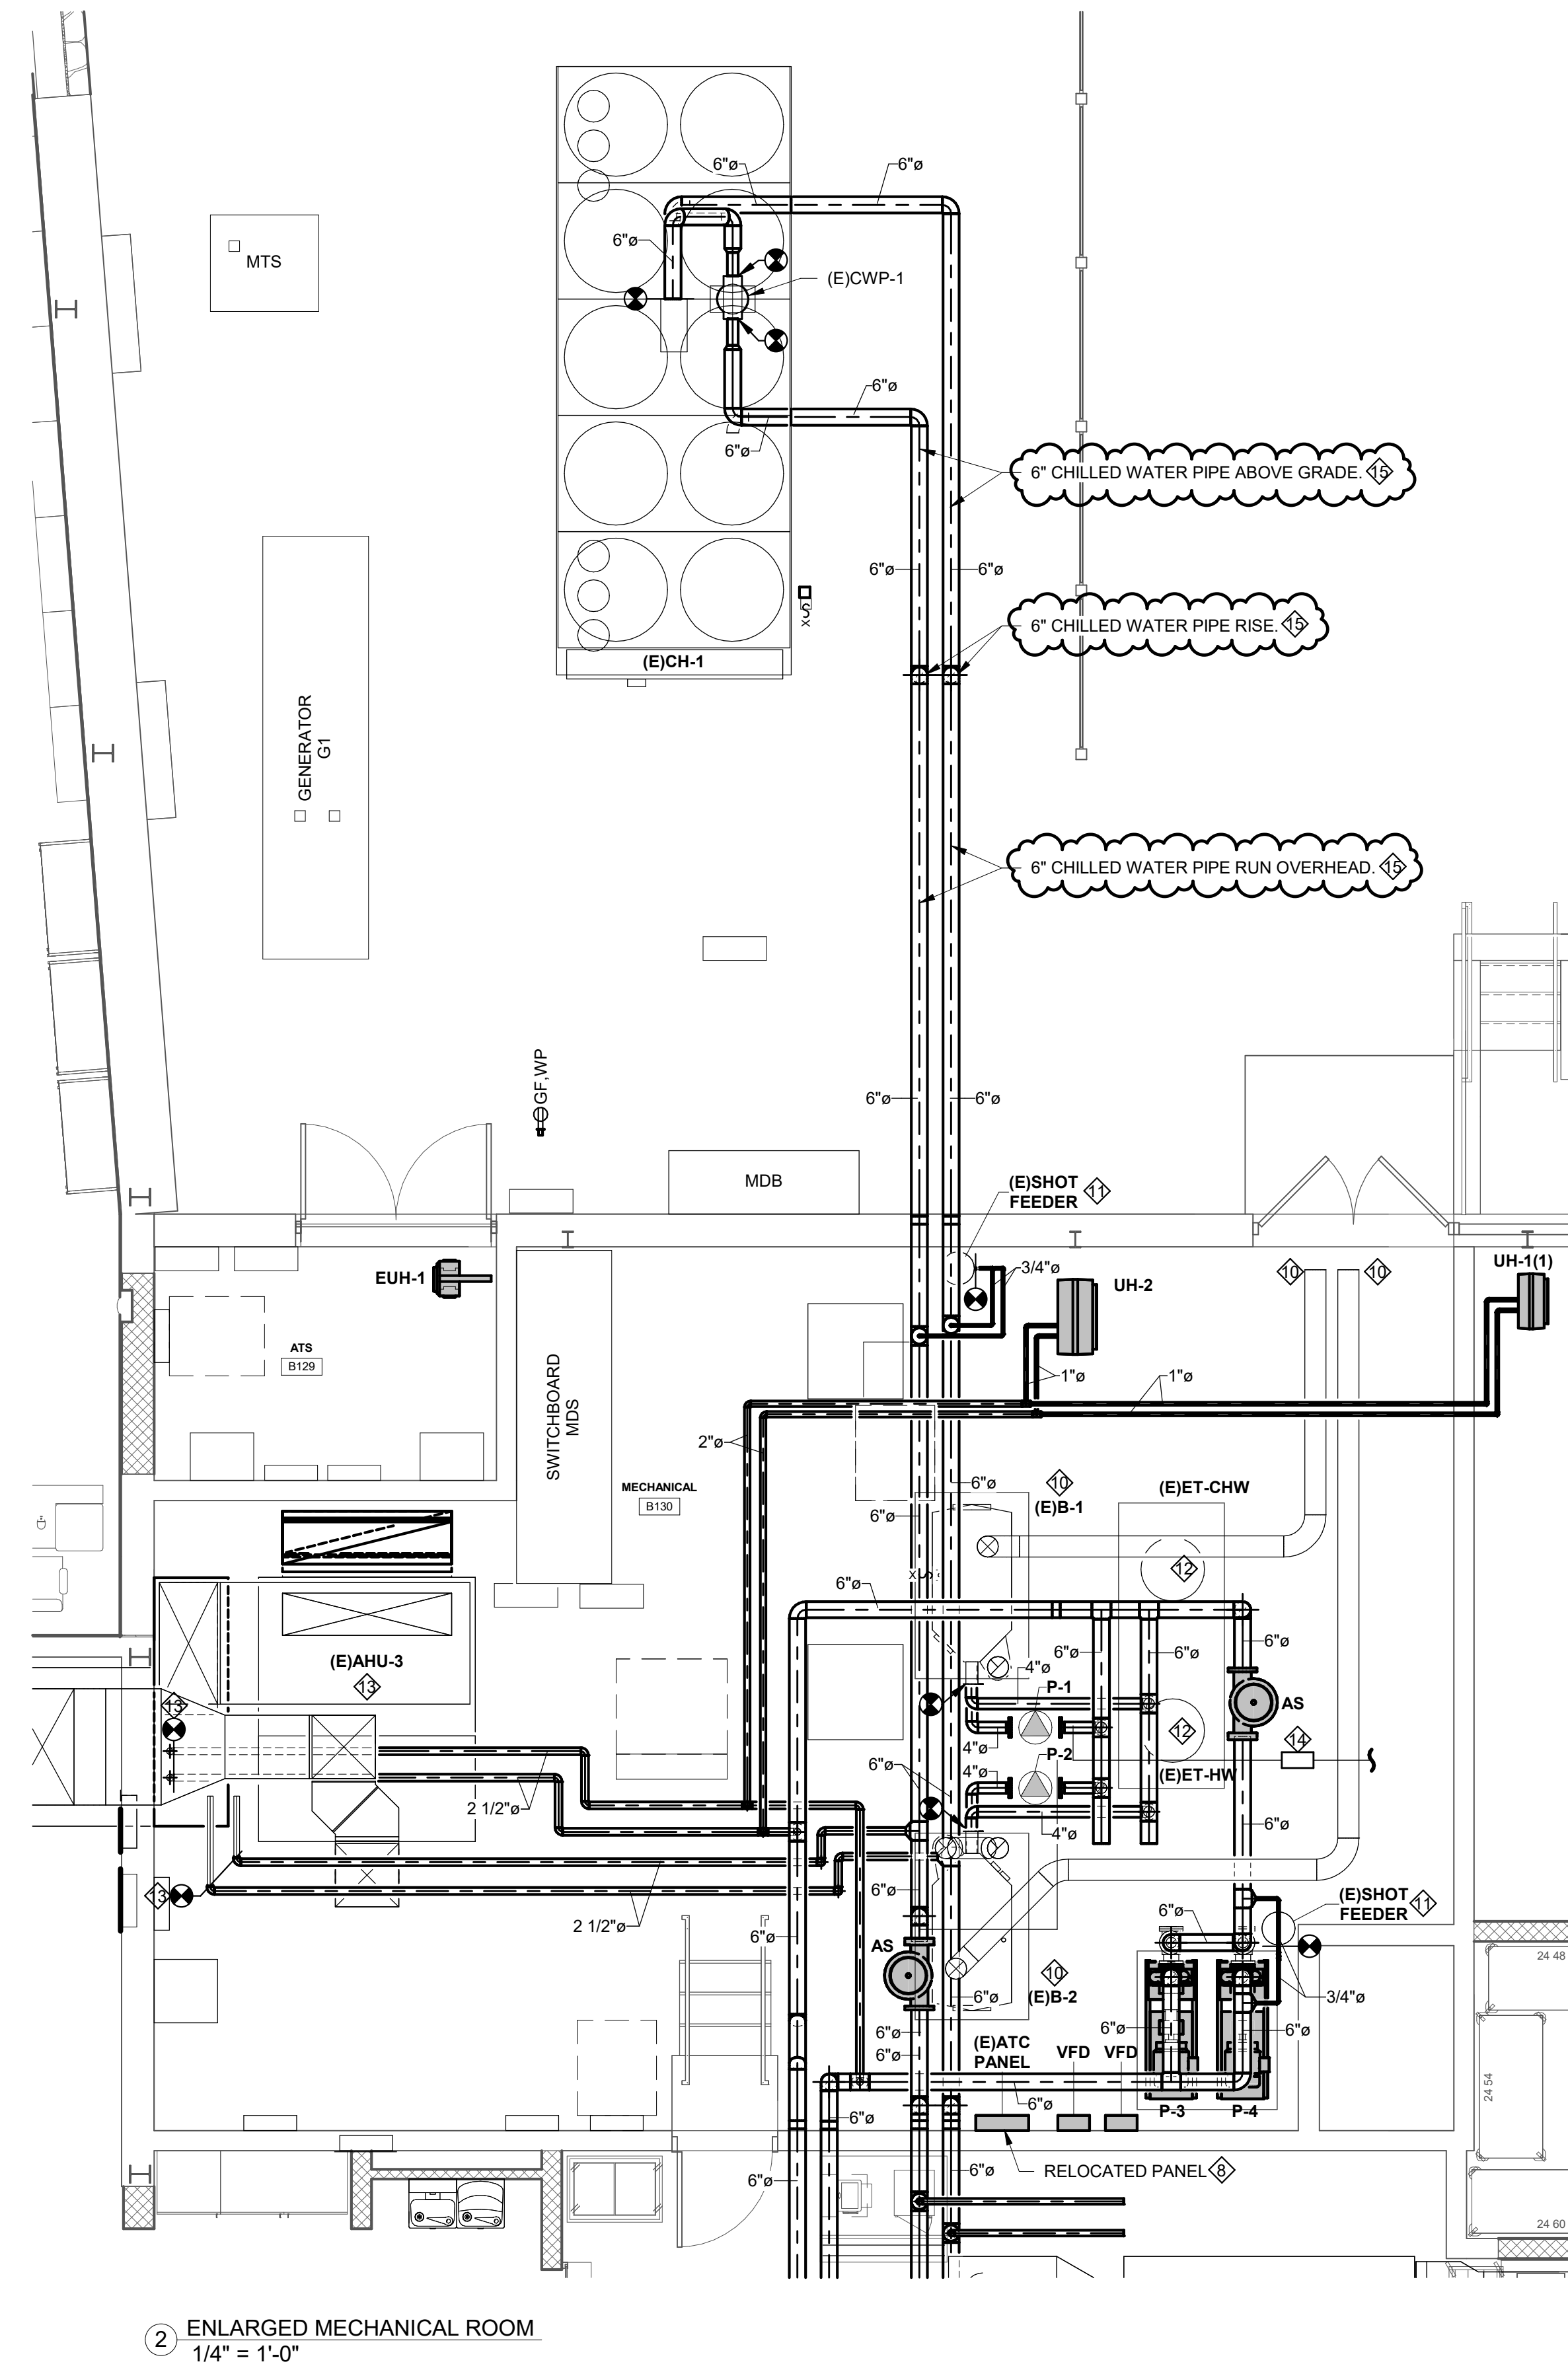 6"ø
6"ø
MTS
6"ø
(E)CWP-1
6"ø
6"ø
6" CHILLED WATER PIPE ABOVE GRADE. 15
6"ø
6"ø
6" CHILLED WATER PIPE RISE. 15
(E)CH-1
GENERATOR
G1
6" CHILLED WATER PIPE RUN OVERHEAD. 15
GF,WP
6"ø
6"ø
MDB
(E)SHOT
FEEDER 11
EUH-1
3/4"ø
UH-2
10
10
UH-1(1)
ATS
B129
SWITCHBOARD
MDS
1"ø
1"ø
2"ø
MECHANICAL
B130
6"ø
6"ø
10
(E)B-1
(E)ET-CHW
12
6"ø
6"ø
6"ø
6"ø
(E)AHU-3
13
13
4"ø
P-1
AS
12
14
4"ø
P-2
4"ø
(E)ET-HW
6"ø
2 1/2"ø
4"ø
6"ø
13
2 1/2"ø
6"ø
6"ø
AS
6"ø
(E)SHOT
FEEDER 11
10
(E)B-2
6"ø
3/4"ø
6"ø
6"ø
6"ø
6"ø
(E)ATC
PANEL
VFD
VFD
6"ø
6"ø
P-3
P-4
6"ø
6"ø
RELOCATED PANEL 8
24 48
24 54
24 60
2
ENLARGED MECHANICAL ROOM
1/4" = 1'-0"